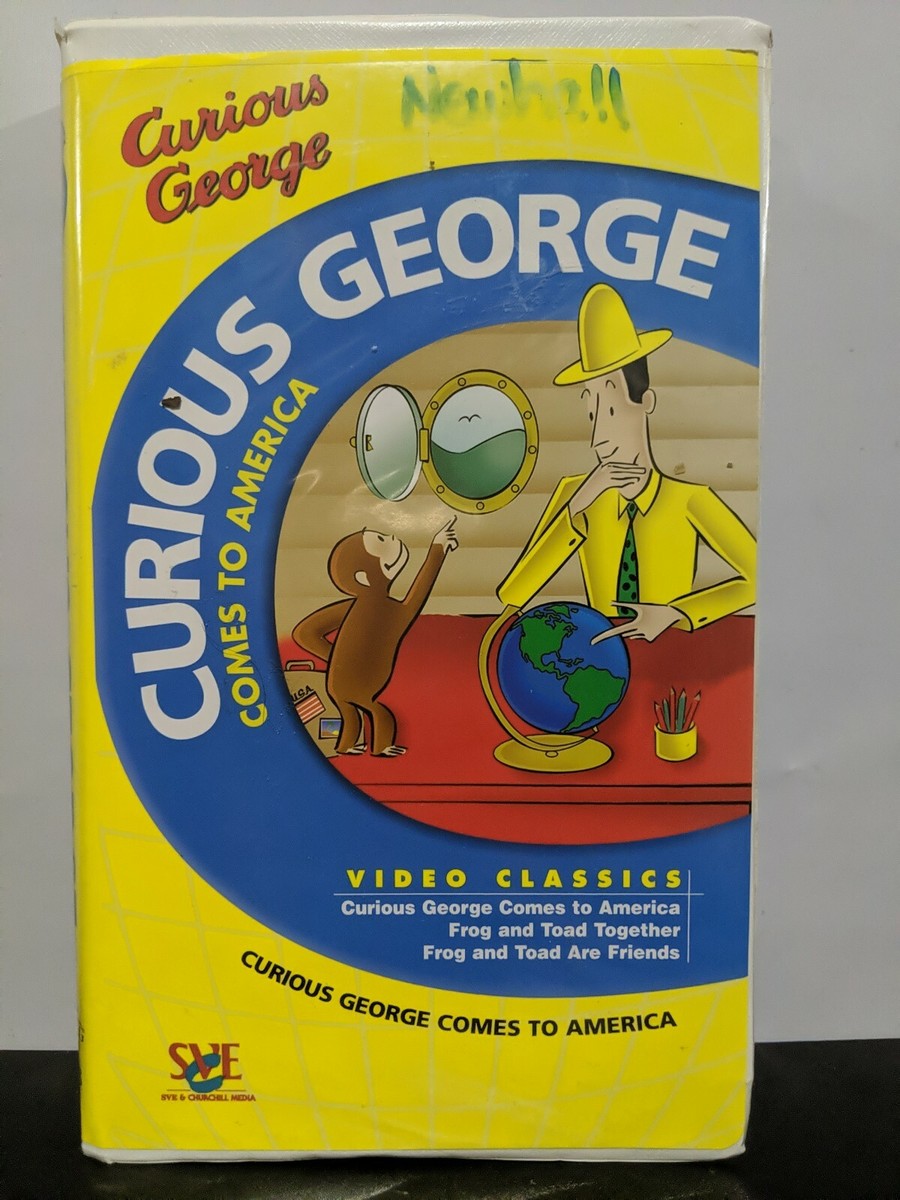 Curious
George
Newhall
CURIOUS GEORGE
COMES TO AMERICA
VIDEO CLASSICS
Curious George Comes to America
Frog and Toad Together
Frog and Toad Are Friends
CURIOUS GEORGE COMES TO AMERICA
SVE
SVE & CHURCHILL MEDIA